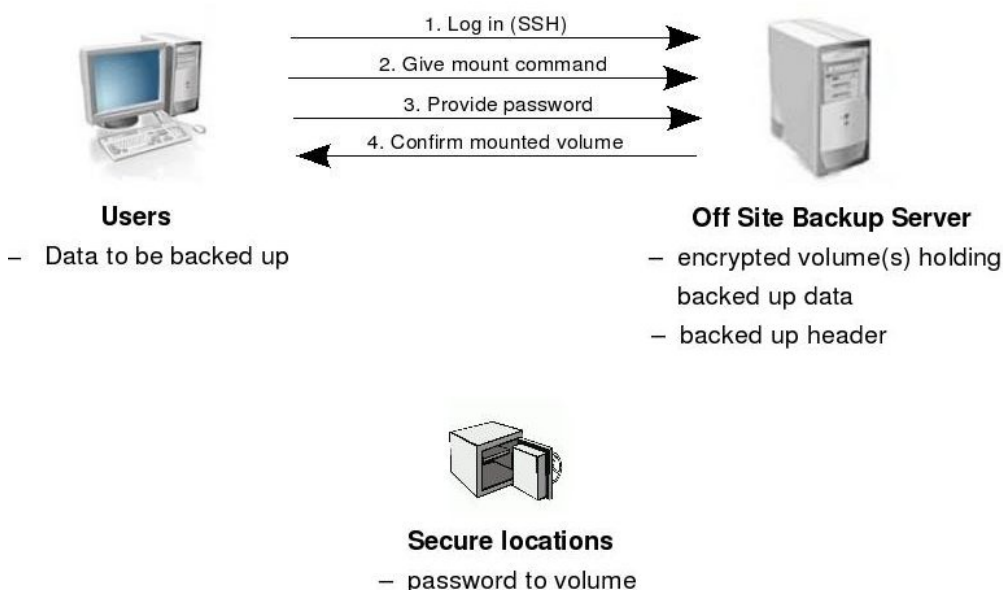 1. Log in (SSH)
2. Give mount command
3. Provide password
4. Confirm mounted volume
Users
– Data to be backed up
Off Site Backup Server
– encrypted volume(s) holding
backed up data
– backed up header
Secure locations
– password to volume